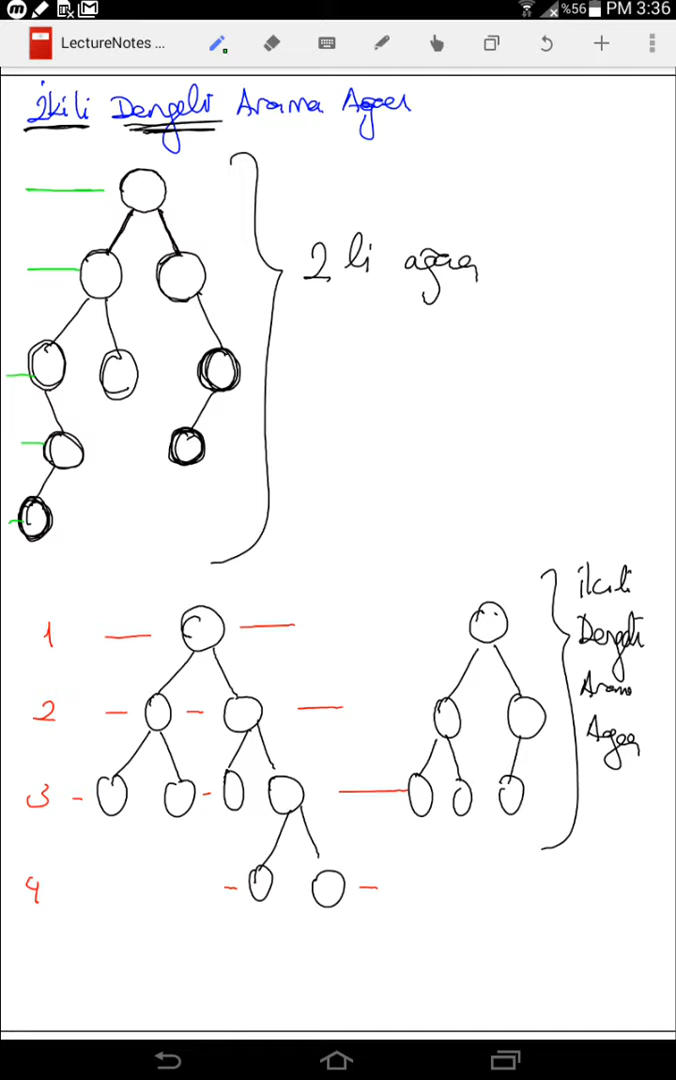 %56 PM 3:36
LectureNotes ...
İkili Dengeli Arama Ağacı
2 li ağaç
İkili
Dengeli
Arama
Ağaç
1
2
3
4